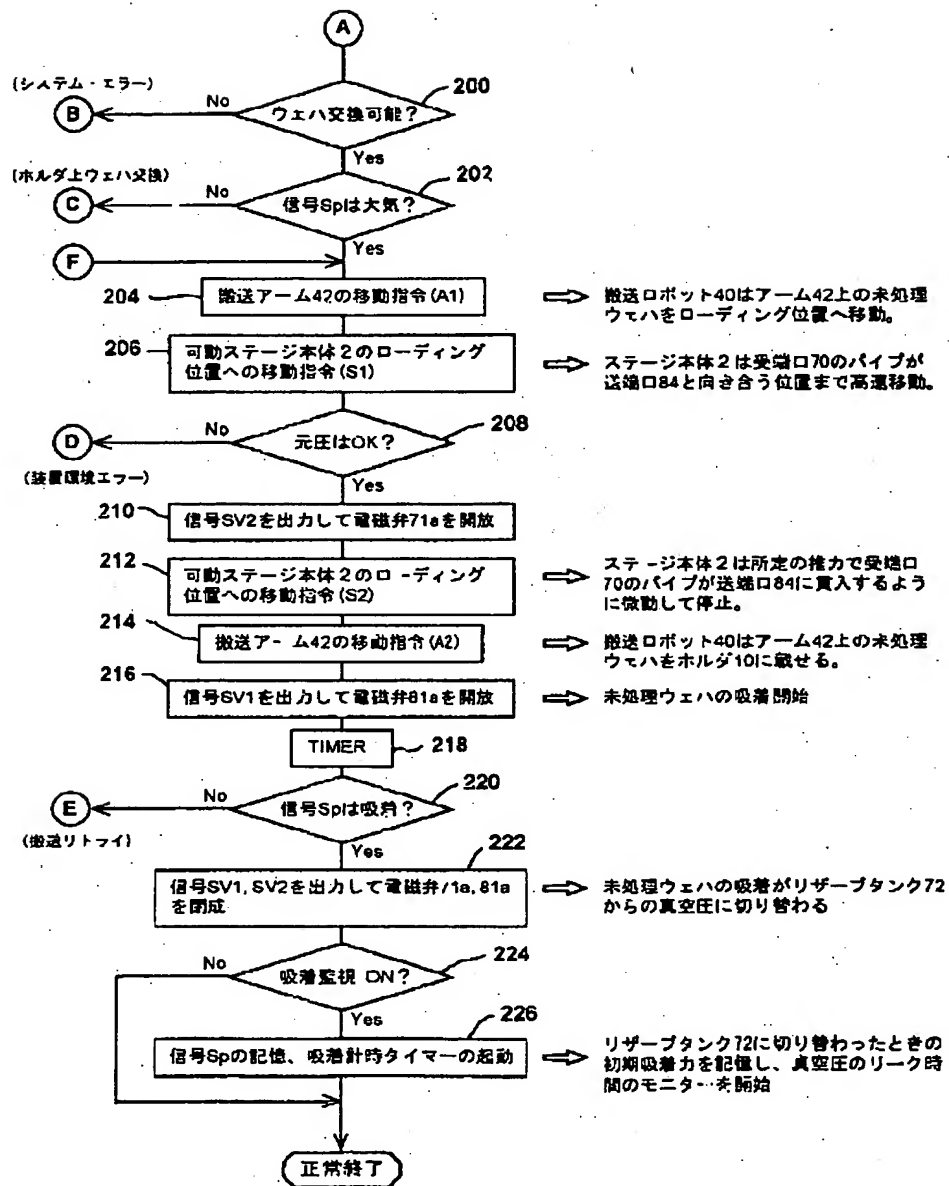 A
200
(システム・エラー)
No
B
ウェハ交換可能?
Yes
202
(ホルダ上ウェハ交換)
No
C
信号Spは大気?
Yes
F
204
搬送アーム42の移動指令(A1)
搬送ロボット40はアーム42上の未処理
ウェハをローディング位置へ移動。
206
可動ステージ本体2のローディング
位置への移動指令(S1)
ステージ本体2は受端口70のパイプが
送端口84と向き合う位置まで高速移動。
208
No
D
元圧はOK?
(装置環境エラー)
Yes
210
信号SV2を出力して電磁弁71aを開放
212
可動ステージ本体2のローディング
位置への移動指令(S2)
ステージ本体2は所定の推力で受端口
70のパイプが送端口84に貫入するよう
に微動して停止。
214
搬送アーム42の移動指令(A2)
搬送ロボット40はアーム42上の未処理
ウェハをホルダ10に載せる。
216
信号SV1を出力して電磁弁81aを開放
未処理ウェハの吸着開始
TIMER
218
220
No
E
信号Spは吸着?
(搬送リトライ)
Yes
222
信号SV1,SV2を出力して電磁弁71a,81a
を閉成
未処理ウェハの吸着がリザーブタンク72
からの真空圧に切り替わる
224
No
吸着監視 ON?
Yes
226
信号Spの記憶、吸着計時タイマーの起動
リザーブタンク72に切り替わったときの
初期吸着力を記憶し、真空圧のリーク時
間のモニターを開始
正常終了